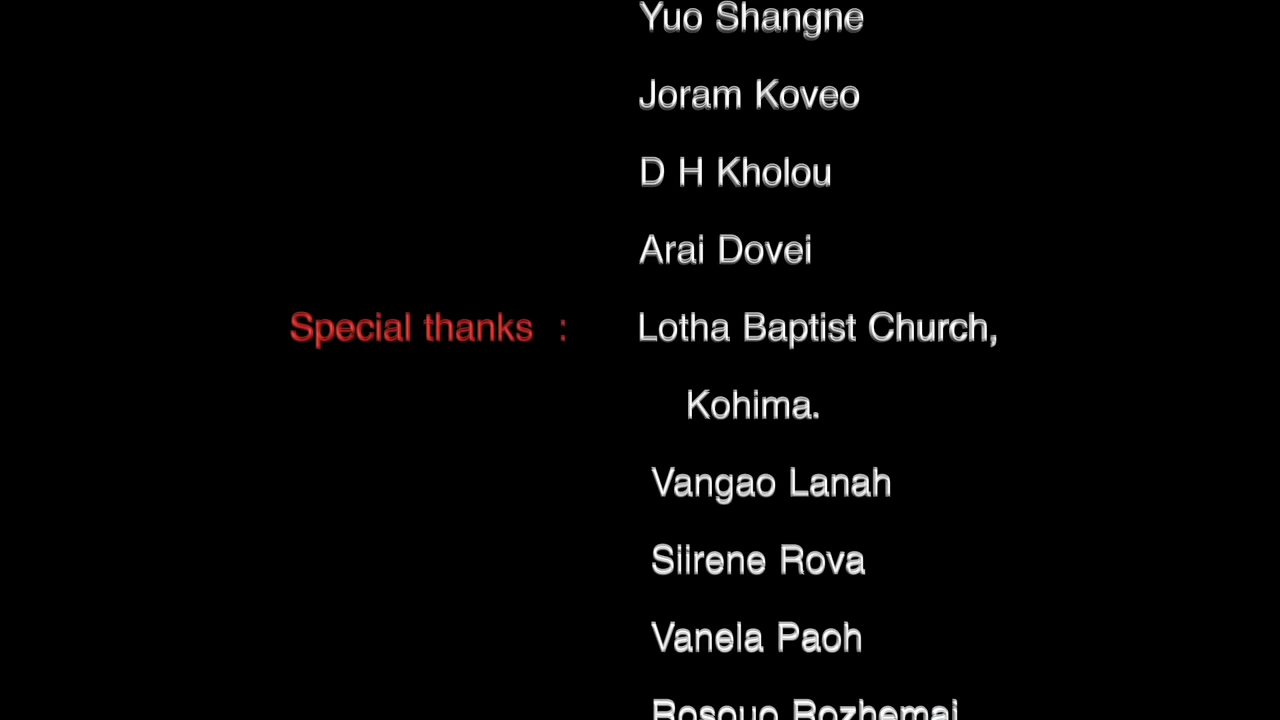 Yuo Shangne
Joram Koveo
D H Kholou
Arai Dovei
Special thanks : Lotha Baptist Church,
Kohima.
Vangao Lanah
Siirene Rova
Vanela Paoh